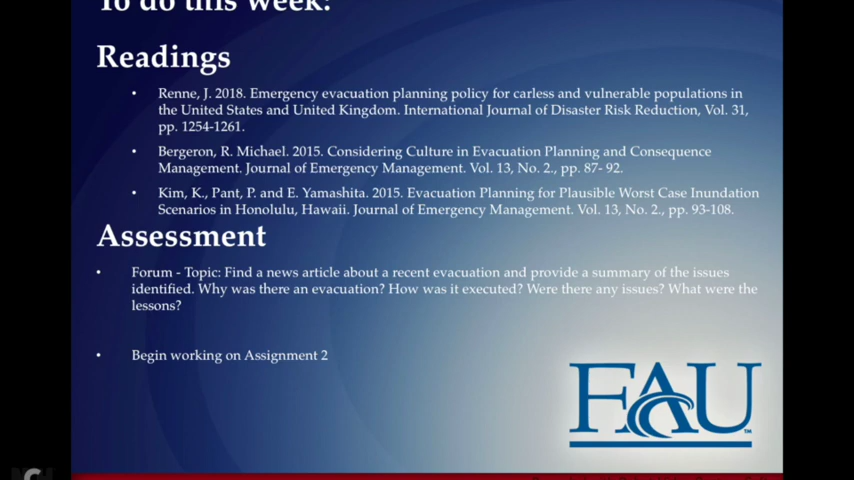 To do this week:
Readings
• Renne, J. 2018. Emergency evacuation planning policy for carless and vulnerable populations in
the United States and United Kingdom. International Journal of Disaster Risk Reduction, Vol. 31,
pp. 1254-1261.
• Bergeron, R. Michael. 2015. Considering Culture in Evacuation Planning and Consequence
Management. Journal of Emergency Management. Vol. 13, No. 2., pp. 87- 92.
• Kim, K., Pant, P. and E. Yamashita. 2015. Evacuation Planning for Plausible Worst Case Inundation
Scenarios in Honolulu, Hawaii. Journal of Emergency Management. Vol. 13, No. 2., pp. 93-108.
Assessment
• Forum - Topic: Find a news article about a recent evacuation and provide a summary of the issues
identified. Why was there an evacuation? How was it executed? Were there any issues? What were the
lessons?
• Begin working on Assignment 2
FAU
TM